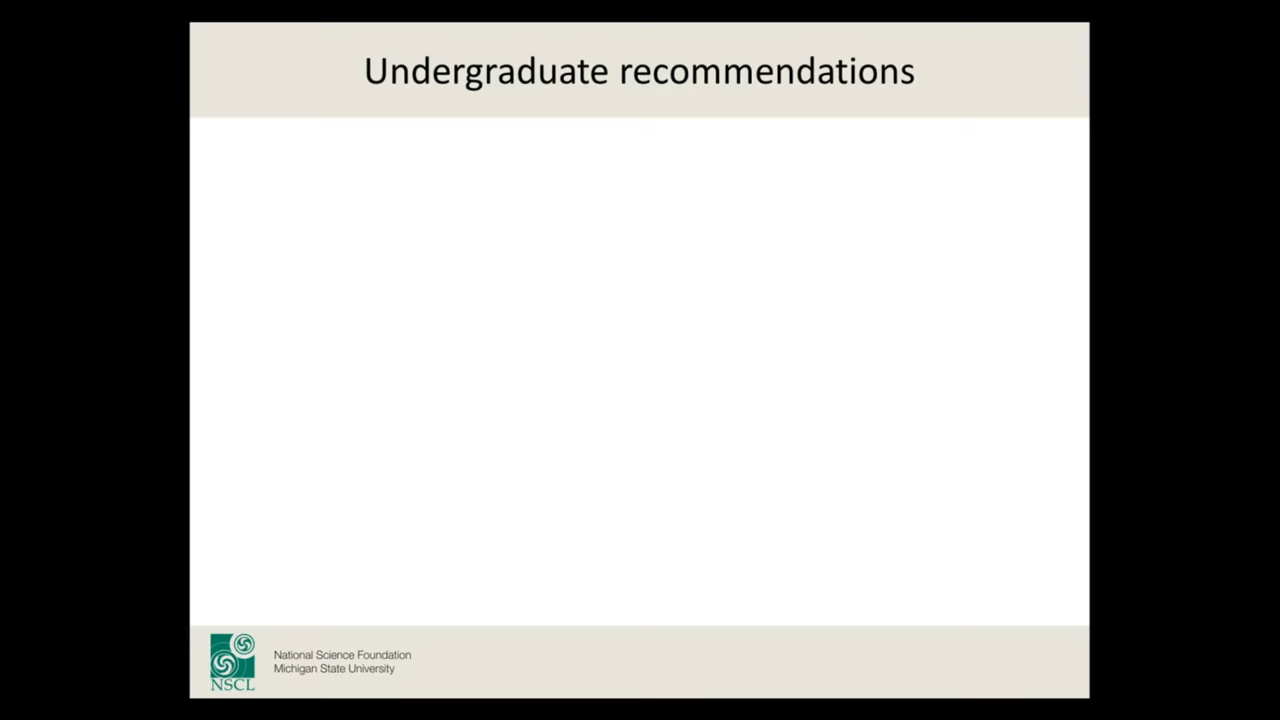 Undergraduate recommendations
National Science Foundation
Michigan State University
NSCL